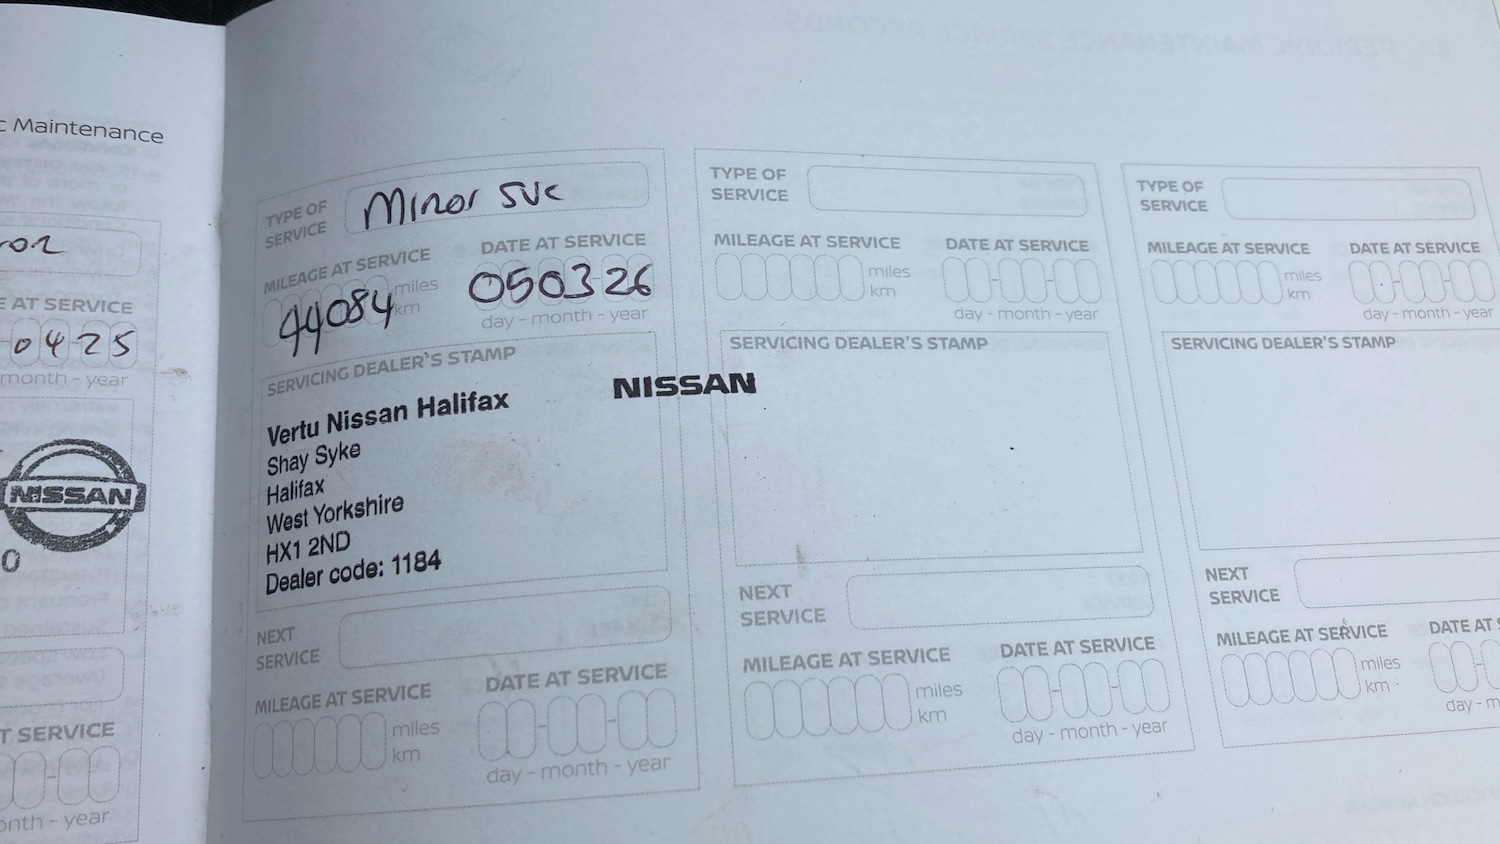 c Maintenance
E AT SERVICE
0425
month - year
NISSAN
0
T SERVICE
onth - year
TYPE OF
SERVICE
Minor SVC
MILEAGE AT SERVICE
44084
miles
km
DATE AT SERVICE
050326
day - month - year
SERVICING DEALER'S STAMP
NISSAN
Vertu Nissan Halifax
Shay Syke
Halifax
West Yorkshire
HX1 2ND
Dealer code: 1184
NEXT
SERVICE
MILEAGE AT SERVICE
miles
km
DATE AT SERVICE
day - month - year
TYPE OF
SERVICE
MILEAGE AT SERVICE
miles
km
DATE AT SERVICE
day - month - year
SERVICING DEALER'S STAMP
NEXT
SERVICE
MILEAGE AT SERVICE
miles
km
DATE AT SERVICE
day - month - year
TYPE OF
SERVICE
MILEAGE AT SERVICE
miles
km
DATE AT SERVICE
day - month - year
SERVICING DEALER'S STAMP
NEXT
SERVICE
MILEAGE AT SERVICE
miles
km
DATE AT S
day - m